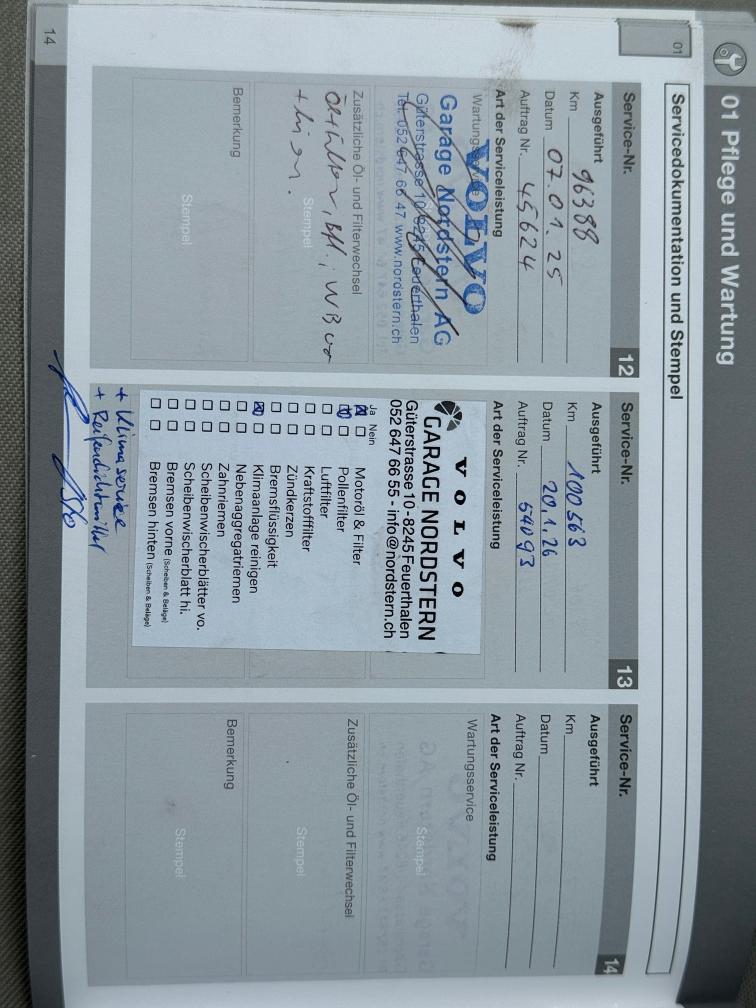 01 Pflege und Wartung
01
Servicedokumentation und Stempel
Service-Nr. 12
Ausgeführt
Km 96388
Datum 07.01.25
Auftrag Nr. 45624
Art der Serviceleistung
Wartungsservice
VOLVO
Garage Nordstern AG
Güterstrasse 10 8245 Feuerthalen
Tel. 052 647 66 47 www.nordstern.ch
Zusätzliche Öl- und Filterwechsel
Stempel
Bemerkung
Stempel
Service-Nr. 13
Ausgeführt
Km 100563
Datum 20.1.26
Auftrag Nr. 54093
Art der Serviceleistung
VOLVO
GARAGE NORDSTERN
Güterstrasse 10 - 8245 Feuerthalen
052 647 66 55 - info@nordstern.ch
Ja Nein
Motoröl & Filter
Pollenfilter
Luftfilter
Kraftstofffilter
Zündkerzen
Bremsflüssigkeit
Klimaanlage reinigen
Nebenaggregatriemen
Zahnriemen
Scheibenwischerblätter vo.
Scheibenwischerblatt hi.
Bremsen vorne (Scheiben & Beläge)
Bremsen hinten (Scheiben & Beläge)
+ Klimaservice
+ Reifendichtmittel
Service-Nr. 14
Ausgeführt
Km
Datum
Auftrag Nr.
Art der Serviceleistung
Wartungsservice
Stempel
Zusätzliche Öl- und Filterwechsel
Stempel
Bemerkung
Stempel
14